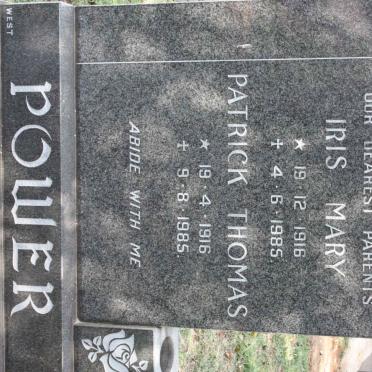 OUR DEAREST PARENTS
IRIS MARY
★ 19·12·1916
✝ 4·6·1985
PATRICK THOMAS
★ 19·4·1916
✝ 9·8·1985
ABIDE WITH ME
POWER
WEST